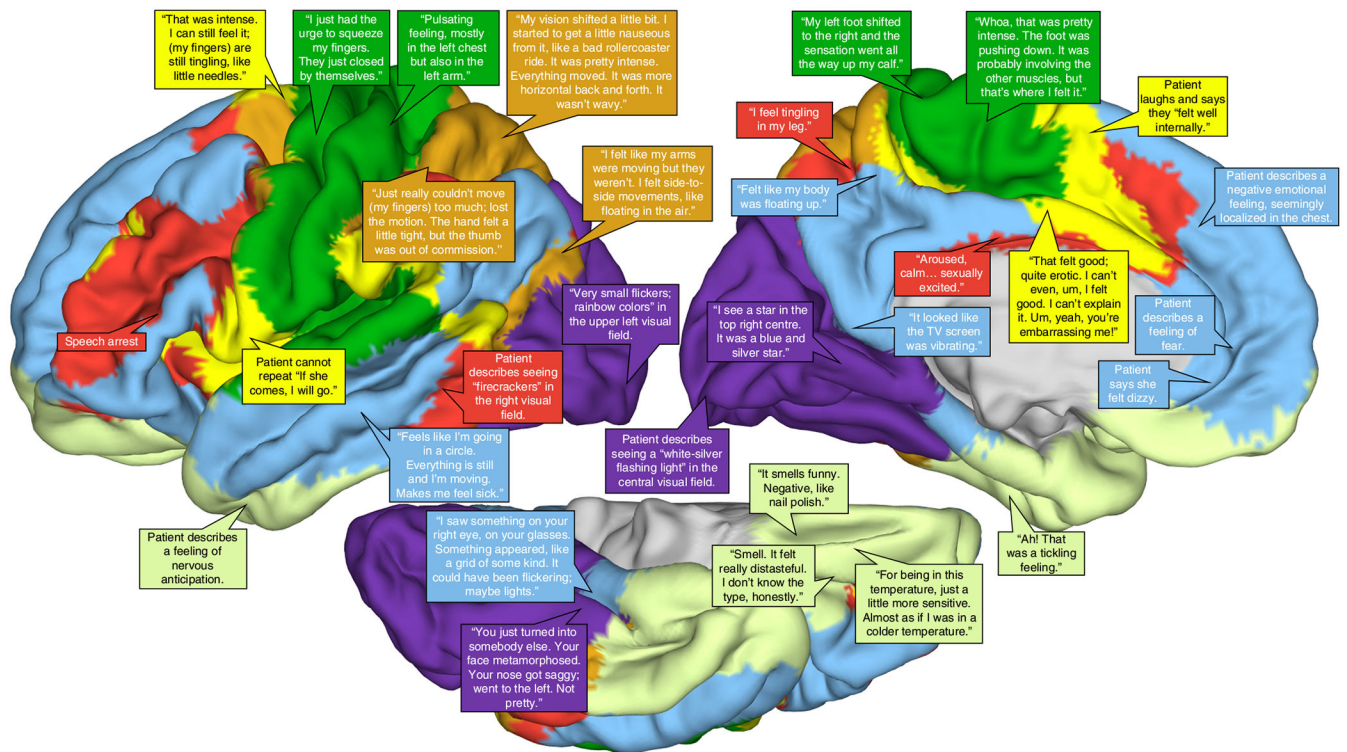 “That was intense.
I can still feel it;
(my fingers) are
still tingling, like
little needles.”
“I just had the
urge to squeeze
my fingers.
They just closed
by themselves.”
“Pulsating
feeling, mostly
in the left chest
but also in the
left arm.”
“My vision shifted a little bit. I
started to get a little nauseous
from it, like a bad rollercoaster
ride. It was pretty intense.
Everything moved. It was more
horizontal back and forth. It
wasn’t wavy.”
“My left foot shifted
to the right and the
sensation went all
the way up my calf.”
“Whoa, that was pretty
intense. The foot was
pushing down. It was
probably involving the
other muscles, but
that’s where I felt it.”
Patient
laughs and says
they “felt well
internally.”
“I feel tingling
in my leg.”
“I felt like my arms
were moving but they
weren’t. I felt side-to-
side movements, like
floating in the air.”
“Just really couldn’t move
(my fingers) too much; lost
the motion. The hand felt a
little tight, but the thumb
was out of commission.”
“Felt like my body
was floating up.”
Patient describes
a negative emotional
feeling, seemingly
localized in the chest.
“Aroused,
calm… sexually
excited.”
“That felt good;
quite erotic. I can’t
even, um, I felt
good. I can’t explain
it. Um, yeah, you’re
embarrassing me!”
“Very small flickers;
rainbow colors” in
the upper left visual
field.
“I see a star in the
top right centre.
It was a blue and
silver star.”
“It looked like
the TV screen
was vibrating.”
Patient
describes a
feeling of
fear.
Speech arrest
Patient cannot
repeat “If she
comes, I will go.”
Patient
describes seeing
“firecrackers” in
the right visual
field.
Patient
says she
felt dizzy.
“Feels like I’m going
in a circle.
Everything is still
and I’m moving.
Makes me feel sick.”
Patient describes
seeing a “white-silver
flashing light” in the
central visual field.
“It smells funny.
Negative, like
nail polish.”
Patient describes
a feeling of
nervous
anticipation.
“I saw something on your
right eye, on your glasses.
Something appeared, like
a grid of some kind. It
could have been flickering;
maybe lights.”
“Smell. It felt
really distasteful.
I don’t know the
type, honestly.”
“For being in this
temperature, just a
little more sensitive.
Almost as if I was in a
colder temperature.”
“Ah! That
was a tickling
feeling.”
“You just turned into
somebody else. Your
face metamorphosed.
Your nose got saggy;
went to the left. Not
pretty.”